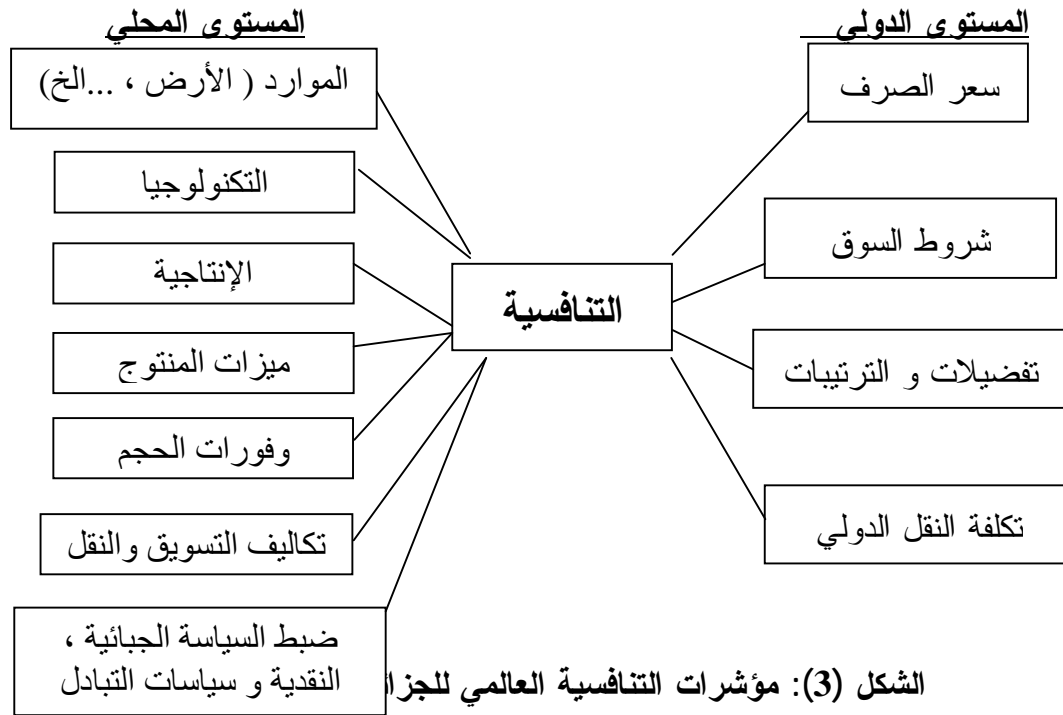 المستوى الدولي
سعر الصرف
شروط السوق
تفضيلات و الترتيبات
تكلفة النقل الدولي
التنافسية
المستوى المحلي
الموارد ( الأرض ، ...الخ)
التكنولوجيا
الإنتاجية
ميزات المنتوج
وفورات الحجم
تكاليف التسويق والنقل
ضبط السياسة الجبائية ،
النقدية و سياسات التبادل
الشكل (3): مؤشرات التنافسية العالمي